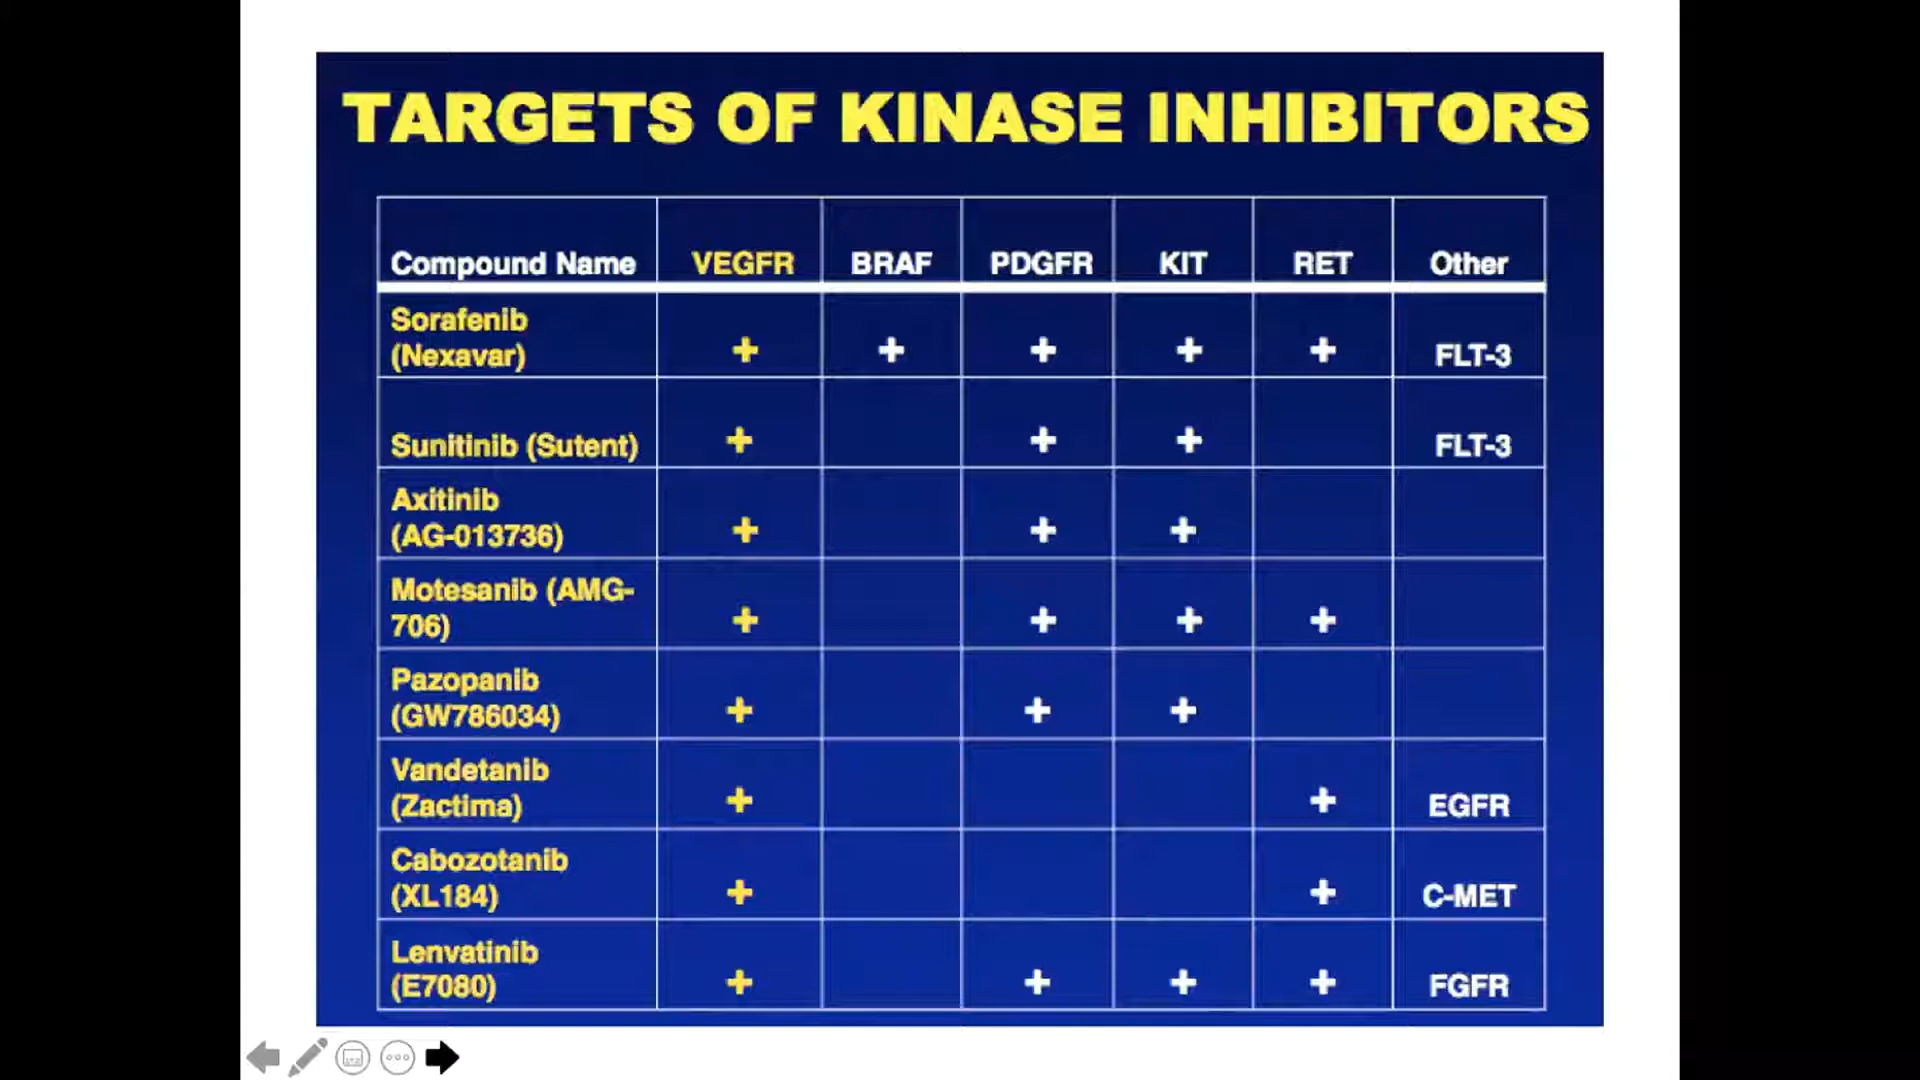 TARGETS OF KINASE INHIBITORS
Compound Name VEGFR BRAF PDGFR KIT RET Other
Sorafenib
(Nexavar) + + + + + FLT-3
Sunitinib (Sutent) + + + FLT-3
Axitinib
(AG-013736) + + +
Motesanib (AMG-
706) + + + +
Pazopanib
(GW786034) + + +
Vandetanib
(Zactima) + + EGFR
Cabozotanib
(XL184) + + C-MET
Lenvatinib
(E7080) + + + + FGFR